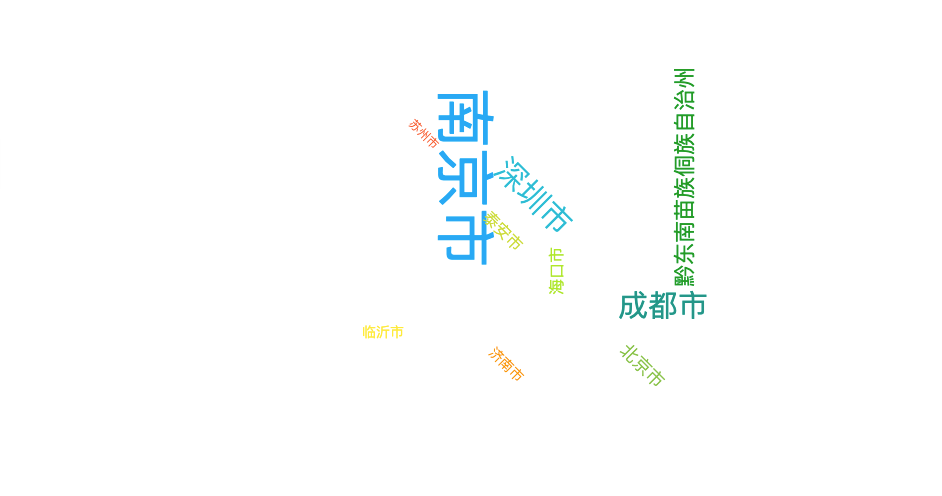 南京市
苏州市
深圳市
泰安市
海口市
黔东南苗族侗族自治州
成都市
临沂市
济南市
北京市